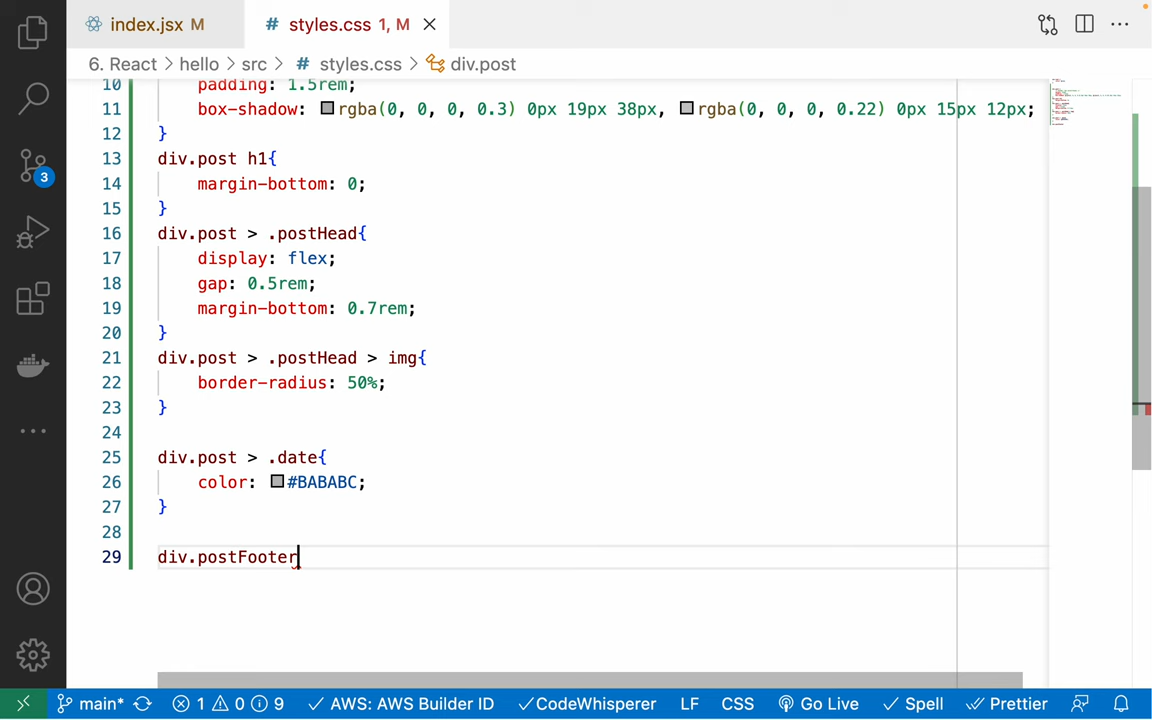 index.jsx M
# styles.css 1, M
6. React > hello > src > # styles.css > div.post
10 padding: 1.5rem;
11 box-shadow: rgba(0, 0, 0, 0.3) 0px 19px 38px, rgba(0, 0, 0, 0.22) 0px 15px 12px;
12 }
13 div.post h1{
14 margin-bottom: 0;
15 }
16 div.post > .postHead{
17 display: flex;
18 gap: 0.5rem;
19 margin-bottom: 0.7rem;
20 }
21 div.post > .postHead > img{
22 border-radius: 50%;
23 }
24
25 div.post > .date{
26 color: #BABABC;
27 }
28
29 div.postFooter
3
main* 1 0 9 AWS: AWS Builder ID CodeWhisperer LF CSS Go Live Spell Prettier